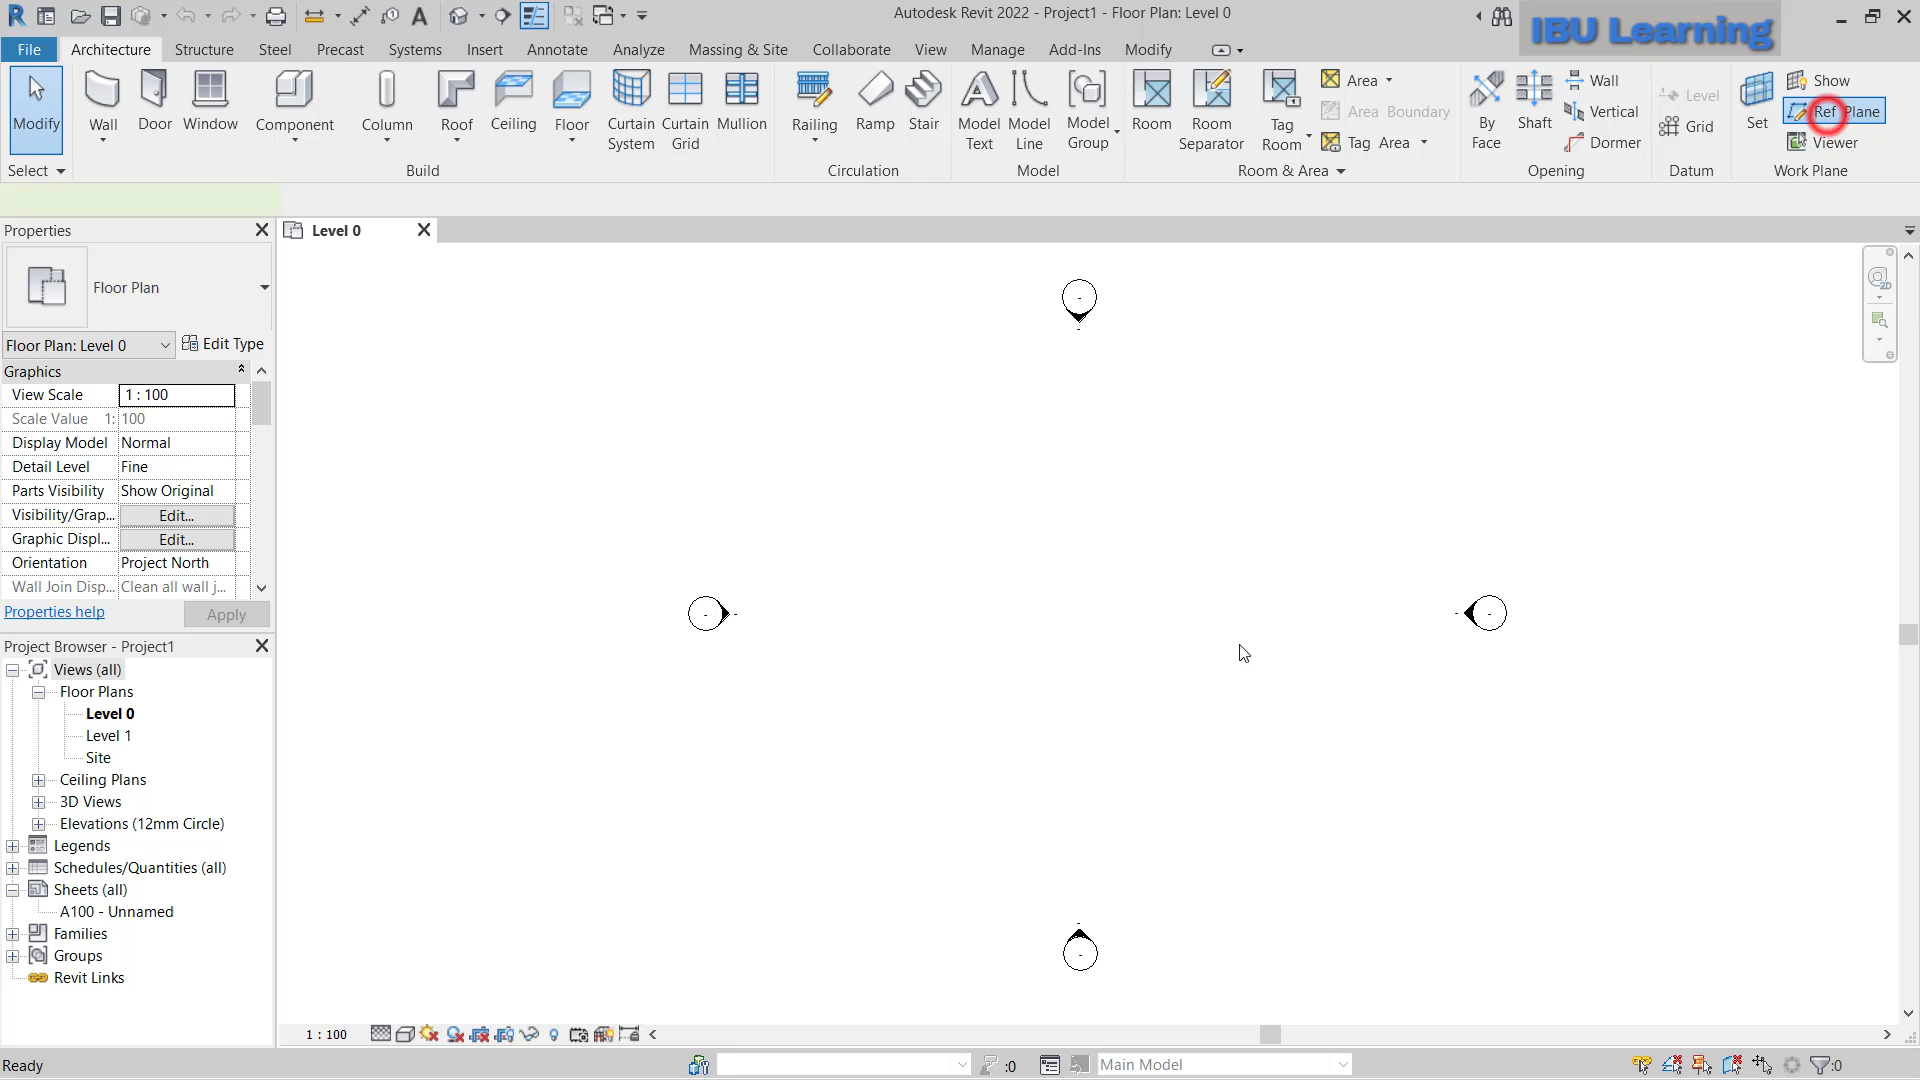 Autodesk Revit 2022 - Project1 - Floor Plan: Level 0
IBU Learning
File Architecture Structure Steel Precast Systems Insert Annotate Analyze Massing & Site Collaborate View Manage Add-Ins Modify
Modify
Wall
Door
Window
Component
Column
Roof
Ceiling
Floor
Curtain System
Curtain Grid
Mullion
Railing
Ramp
Stair
Model Text
Model Line
Model Group
Room
Room Separator
Tag Room
Area
Area Boundary
Tag Area
By Face
Shaft
Wall
Vertical
Dormer
Level
Grid
Set
Show
Ref Plane
Viewer
Select
Build
Circulation
Model
Room & Area
Opening
Datum
Work Plane
Properties
Level 0
Floor Plan
Floor Plan: Level 0 Edit Type
Graphics
View Scale 1 : 100
Scale Value 1: 100
Display Model Normal
Detail Level Fine
Parts Visibility Show Original
Visibility/Grap... Edit...
Graphic Displ... Edit...
Orientation Project North
Wall Join Disp... Clean all wall j...
Properties help Apply
Project Browser - Project1
Views (all)
Floor Plans
Level 0
Level 1
Site
Ceiling Plans
3D Views
Elevations (12mm Circle)
Legends
Schedules/Quantities (all)
Sheets (all)
A100 - Unnamed
Families
Groups
Revit Links
2D
1 : 100
Ready
:0
Main Model
:0